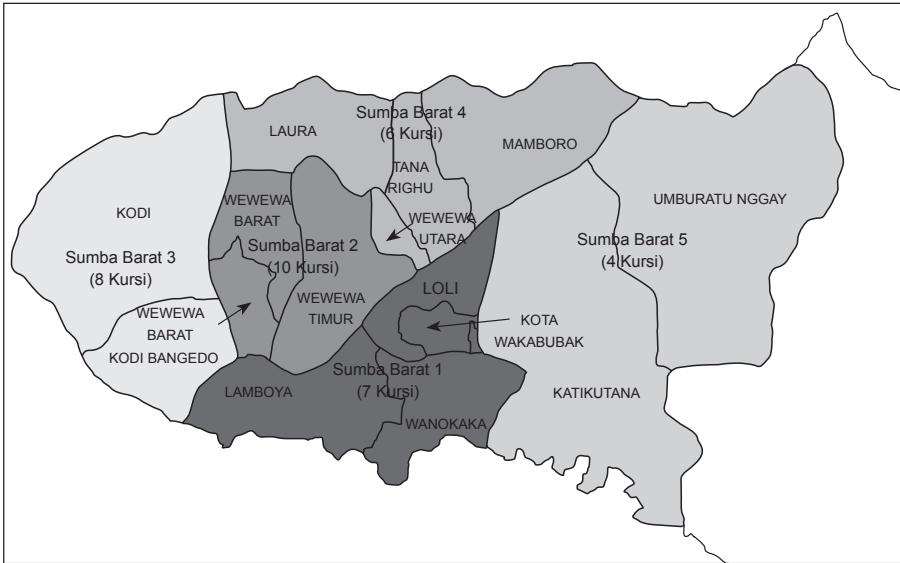 LAURA
Sumba Barat 4
(6 Kursi)
MAMBORO
TANA
RIGHU
UMBURATU NGGAY
KODI
WEWEWA
BARAT
WEWEWA
UTARA
Sumba Barat 3
(8 Kursi)
Sumba Barat 2
(10 Kursi)
Sumba Barat 5
(4 Kursi)
LOLI
WEWEWA
TIMUR
WEWEWA
BARAT
KODI BANGEDO
KOTA
WAKABUBAK
Sumba Barat 1
(7 Kursi)
LAMBOYA
KATIKUTANA
WANOKAKA